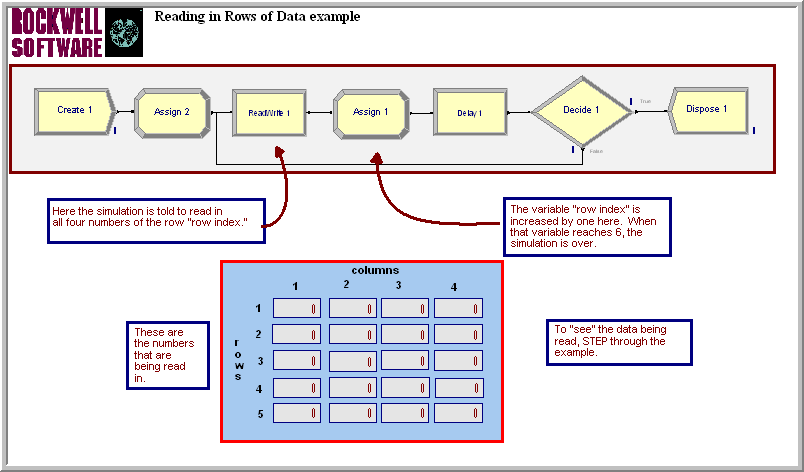 ROCKWELL
SOFTWARE
Reading in Rows of Data example
Create 1
Assign 2
ReadWrite 1
Assign 1
Delay 1
Decide 1
True
False
Dispose 1
Here the simulation is told to read in
all four numbers of the row "row index."
The variable "row index" is
increased by one here. When
that variable reaches 6, the
simulation is over.
columns
1 2 3 4
rows
1 0 0 0 0
2 0 0 0 0
3 0 0 0 0
4 0 0 0 0
5 0 0 0 0
These are
the numbers
that are
being read
in.
To "see" the data being
read, STEP through the
example.